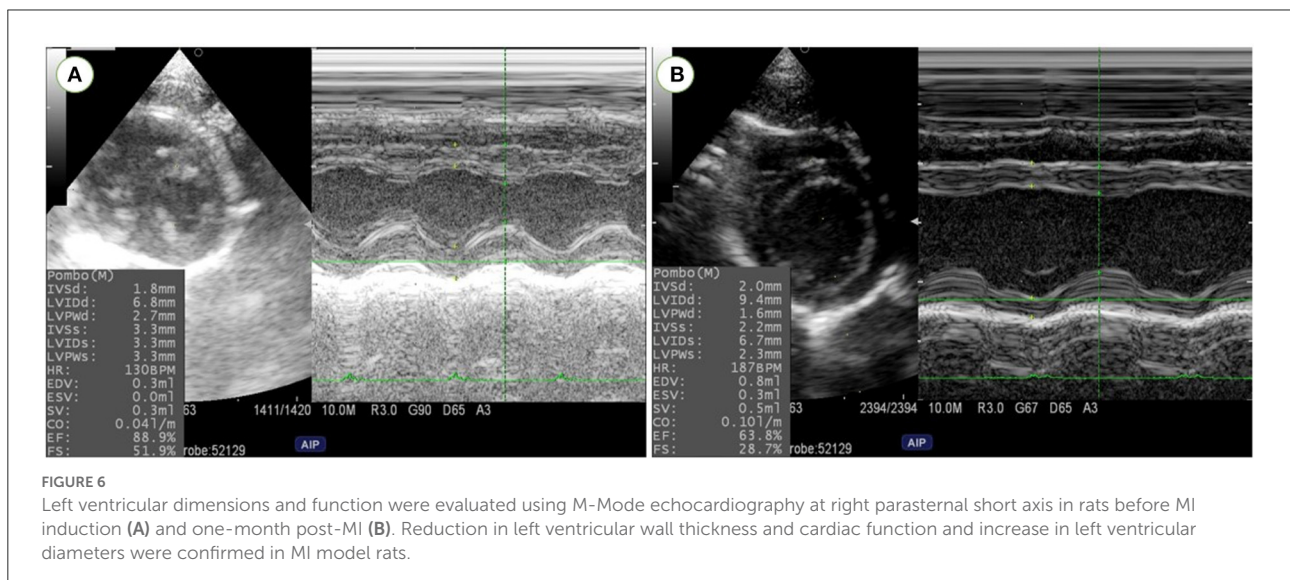 A
Pombo(M)
IVSd: 1.8mm
LVIDd: 6.8mm
LVPWd: 2.7mm
IVSs: 3.3mm
LVIDs: 3.3mm
LVPWs: 3.3mm
HR: 130BPM
EDV: 0.3ml
ESV: 0.0ml
SV: 0.3ml
CO: 0.04l/m
EF: 88.9%
FS: 51.9%
63 1411/1420 10.0M R3.0 G90 D65 A3
robe:52129
AIP
B
Pombo(M)
IVSd: 2.0mm
LVIDd: 9.4mm
LVPWd: 1.6mm
IVSs: 2.2mm
LVIDs: 6.7mm
LVPWs: 2.3mm
HR: 187BPM
EDV: 0.8ml
ESV: 0.3ml
SV: 0.5ml
CO: 0.10l/m
EF: 63.8%
FS: 28.7%
63 2394/2394 10.0M R3.0 G67 D65 A3
robe:52129
AIP
FIGURE 6
Left ventricular dimensions and function were evaluated using M-Mode echocardiography at right parasternal short axis in rats before MI
induction (A) and one-month post-MI (B). Reduction in left ventricular wall thickness and cardiac function and increase in left ventricular
diameters were confirmed in MI model rats.